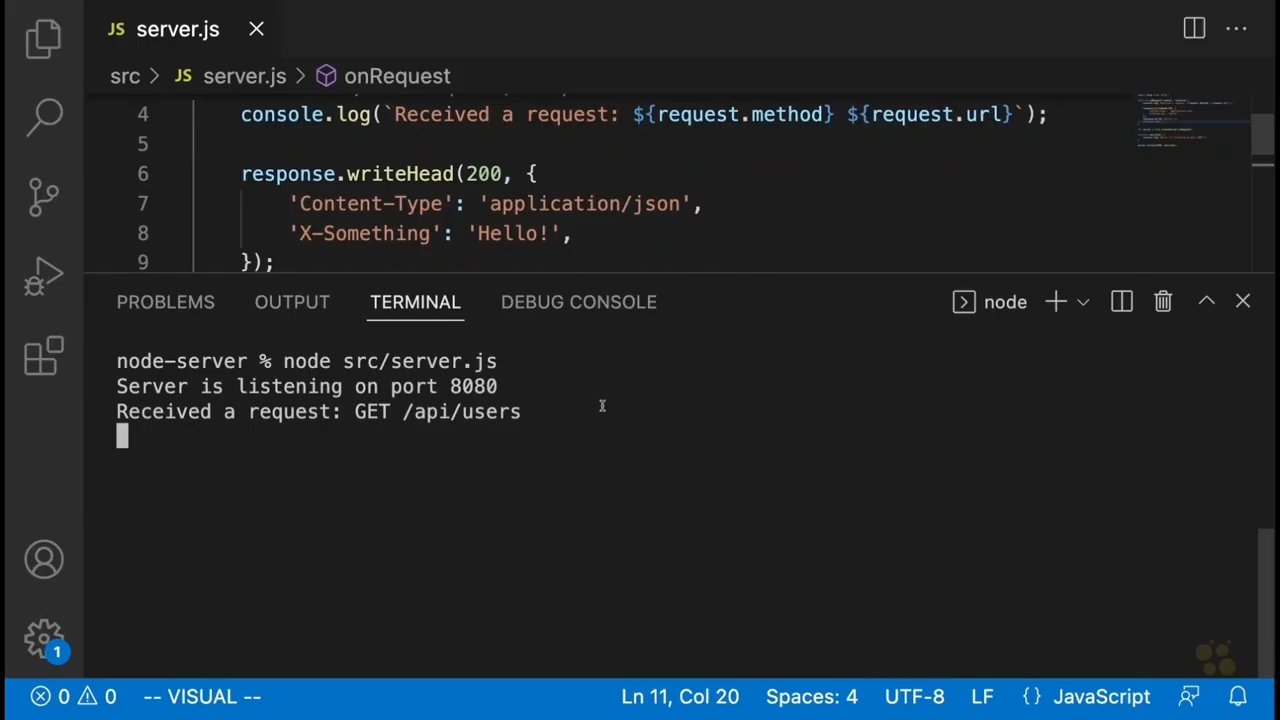 JS server.js
src > JS server.js > onRequest
4 console.log(`Received a request: ${request.method} ${request.url}`);
5
6 response.writeHead(200, {
7 'Content-Type': 'application/json',
8 'X-Something': 'Hello!',
9 });
PROBLEMS OUTPUT TERMINAL DEBUG CONSOLE node
node-server % node src/server.js
Server is listening on port 8080
Received a request: GET /api/users
1
0 0 -- VISUAL -- Ln 11, Col 20 Spaces: 4 UTF-8 LF {} JavaScript